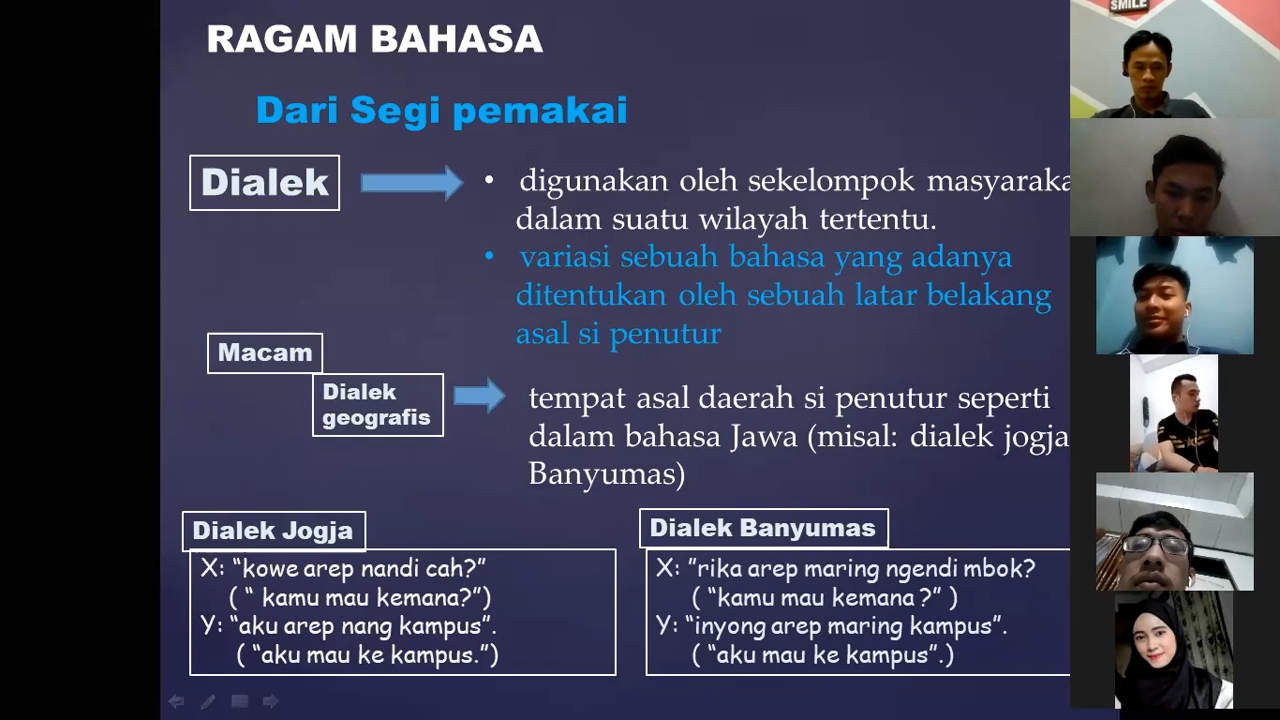 RAGAM BAHASA
Dari Segi pemakai
Dialek
• digunakan oleh sekelompok masyaraka
dalam suatu wilayah tertentu.
• variasi sebuah bahasa yang adanya
ditentukan oleh sebuah latar belakang
asal si penutur
Macam
Dialek
geografis
tempat asal daerah si penutur seperti
dalam bahasa Jawa (misal: dialek jogja
Banyumas)
Dialek Jogja
X: “kowe arep nandi cah?”
( “ kamu mau kemana?”)
Y: “aku arep nang kampus”.
( “aku mau ke kampus.”)
Dialek Banyumas
X: ”rika arep maring ngendi mbok?
( “kamu mau kemana ?” )
Y: “inyong arep maring kampus”.
( “aku mau ke kampus”.)
SMILE